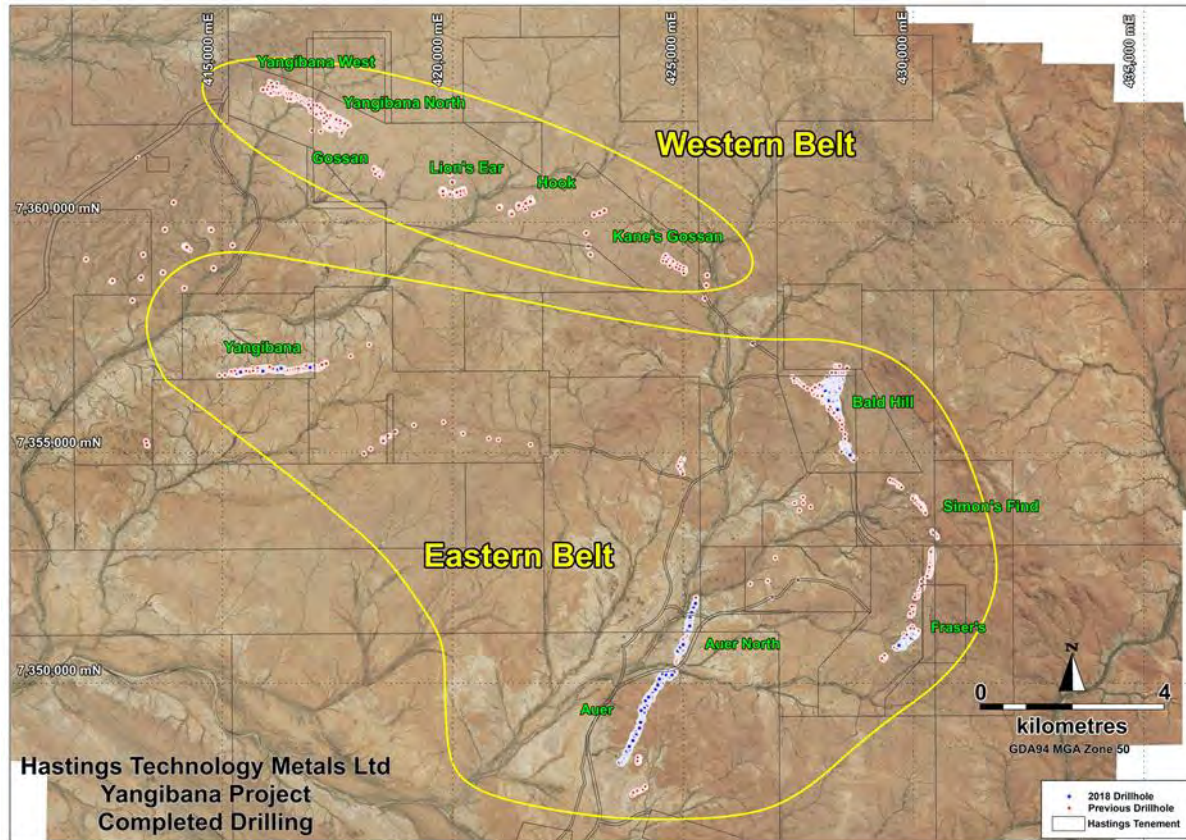 415,000 mE
420,000 mE
425,000 mE
430,000 mE
435,000 mE
Yangibana West
Yangibana North
Western Belt
Gossan
Lion's Ear
Hook
7,360,000 mN
Kane's Gossan
Yangibana
Bald Hill
7,355,000 mN
Simon's Find
Eastern Belt
Fraser's
Auer North
7,350,000 mN
Auer
N
0 4
kilometres
GDA94 MGA Zone 50
Hastings Technology Metals Ltd
Yangibana Project
Completed Drilling
2018 Drillhole
Previous Drillhole
Hastings Tenement